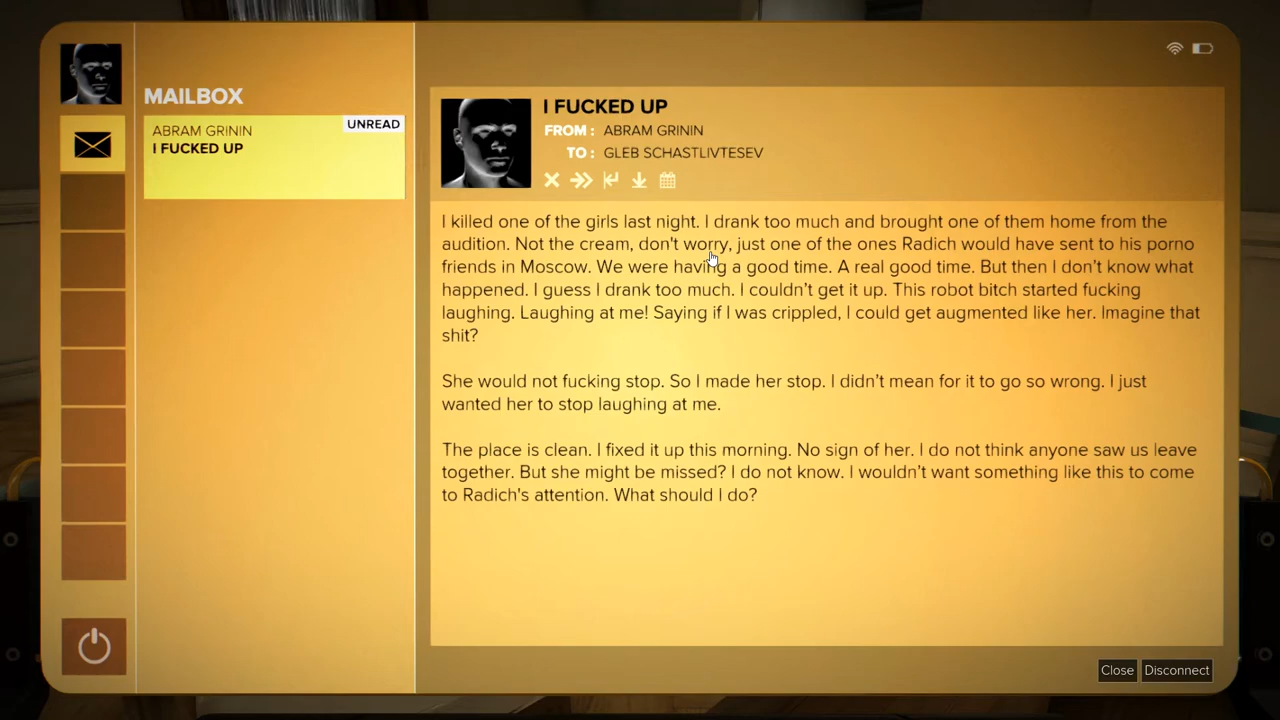 MAILBOX
ABRAM GRININ
UNREAD
I FUCKED UP
I FUCKED UP
FROM : ABRAM GRININ
TO : GLEB SCHASTLIVTESEV
I killed one of the girls last night. I drank too much and brought one of them home from the
audition. Not the cream, don't worry, just one of the ones Radich would have sent to his porno
friends in Moscow. We were having a good time. A real good time. But then I don't know what
happened. I guess I drank too much. I couldn't get it up. This robot bitch started fucking
laughing. Laughing at me! Saying if I was crippled, I could get augmented like her. Imagine that
shit?
She would not fucking stop. So I made her stop. I didn't mean for it to go so wrong. I just
wanted her to stop laughing at me.
The place is clean. I fixed it up this morning. No sign of her. I do not think anyone saw us leave
together. But she might be missed? I do not know. I wouldn't want something like this to come
to Radich's attention. What should I do?
Close Disconnect